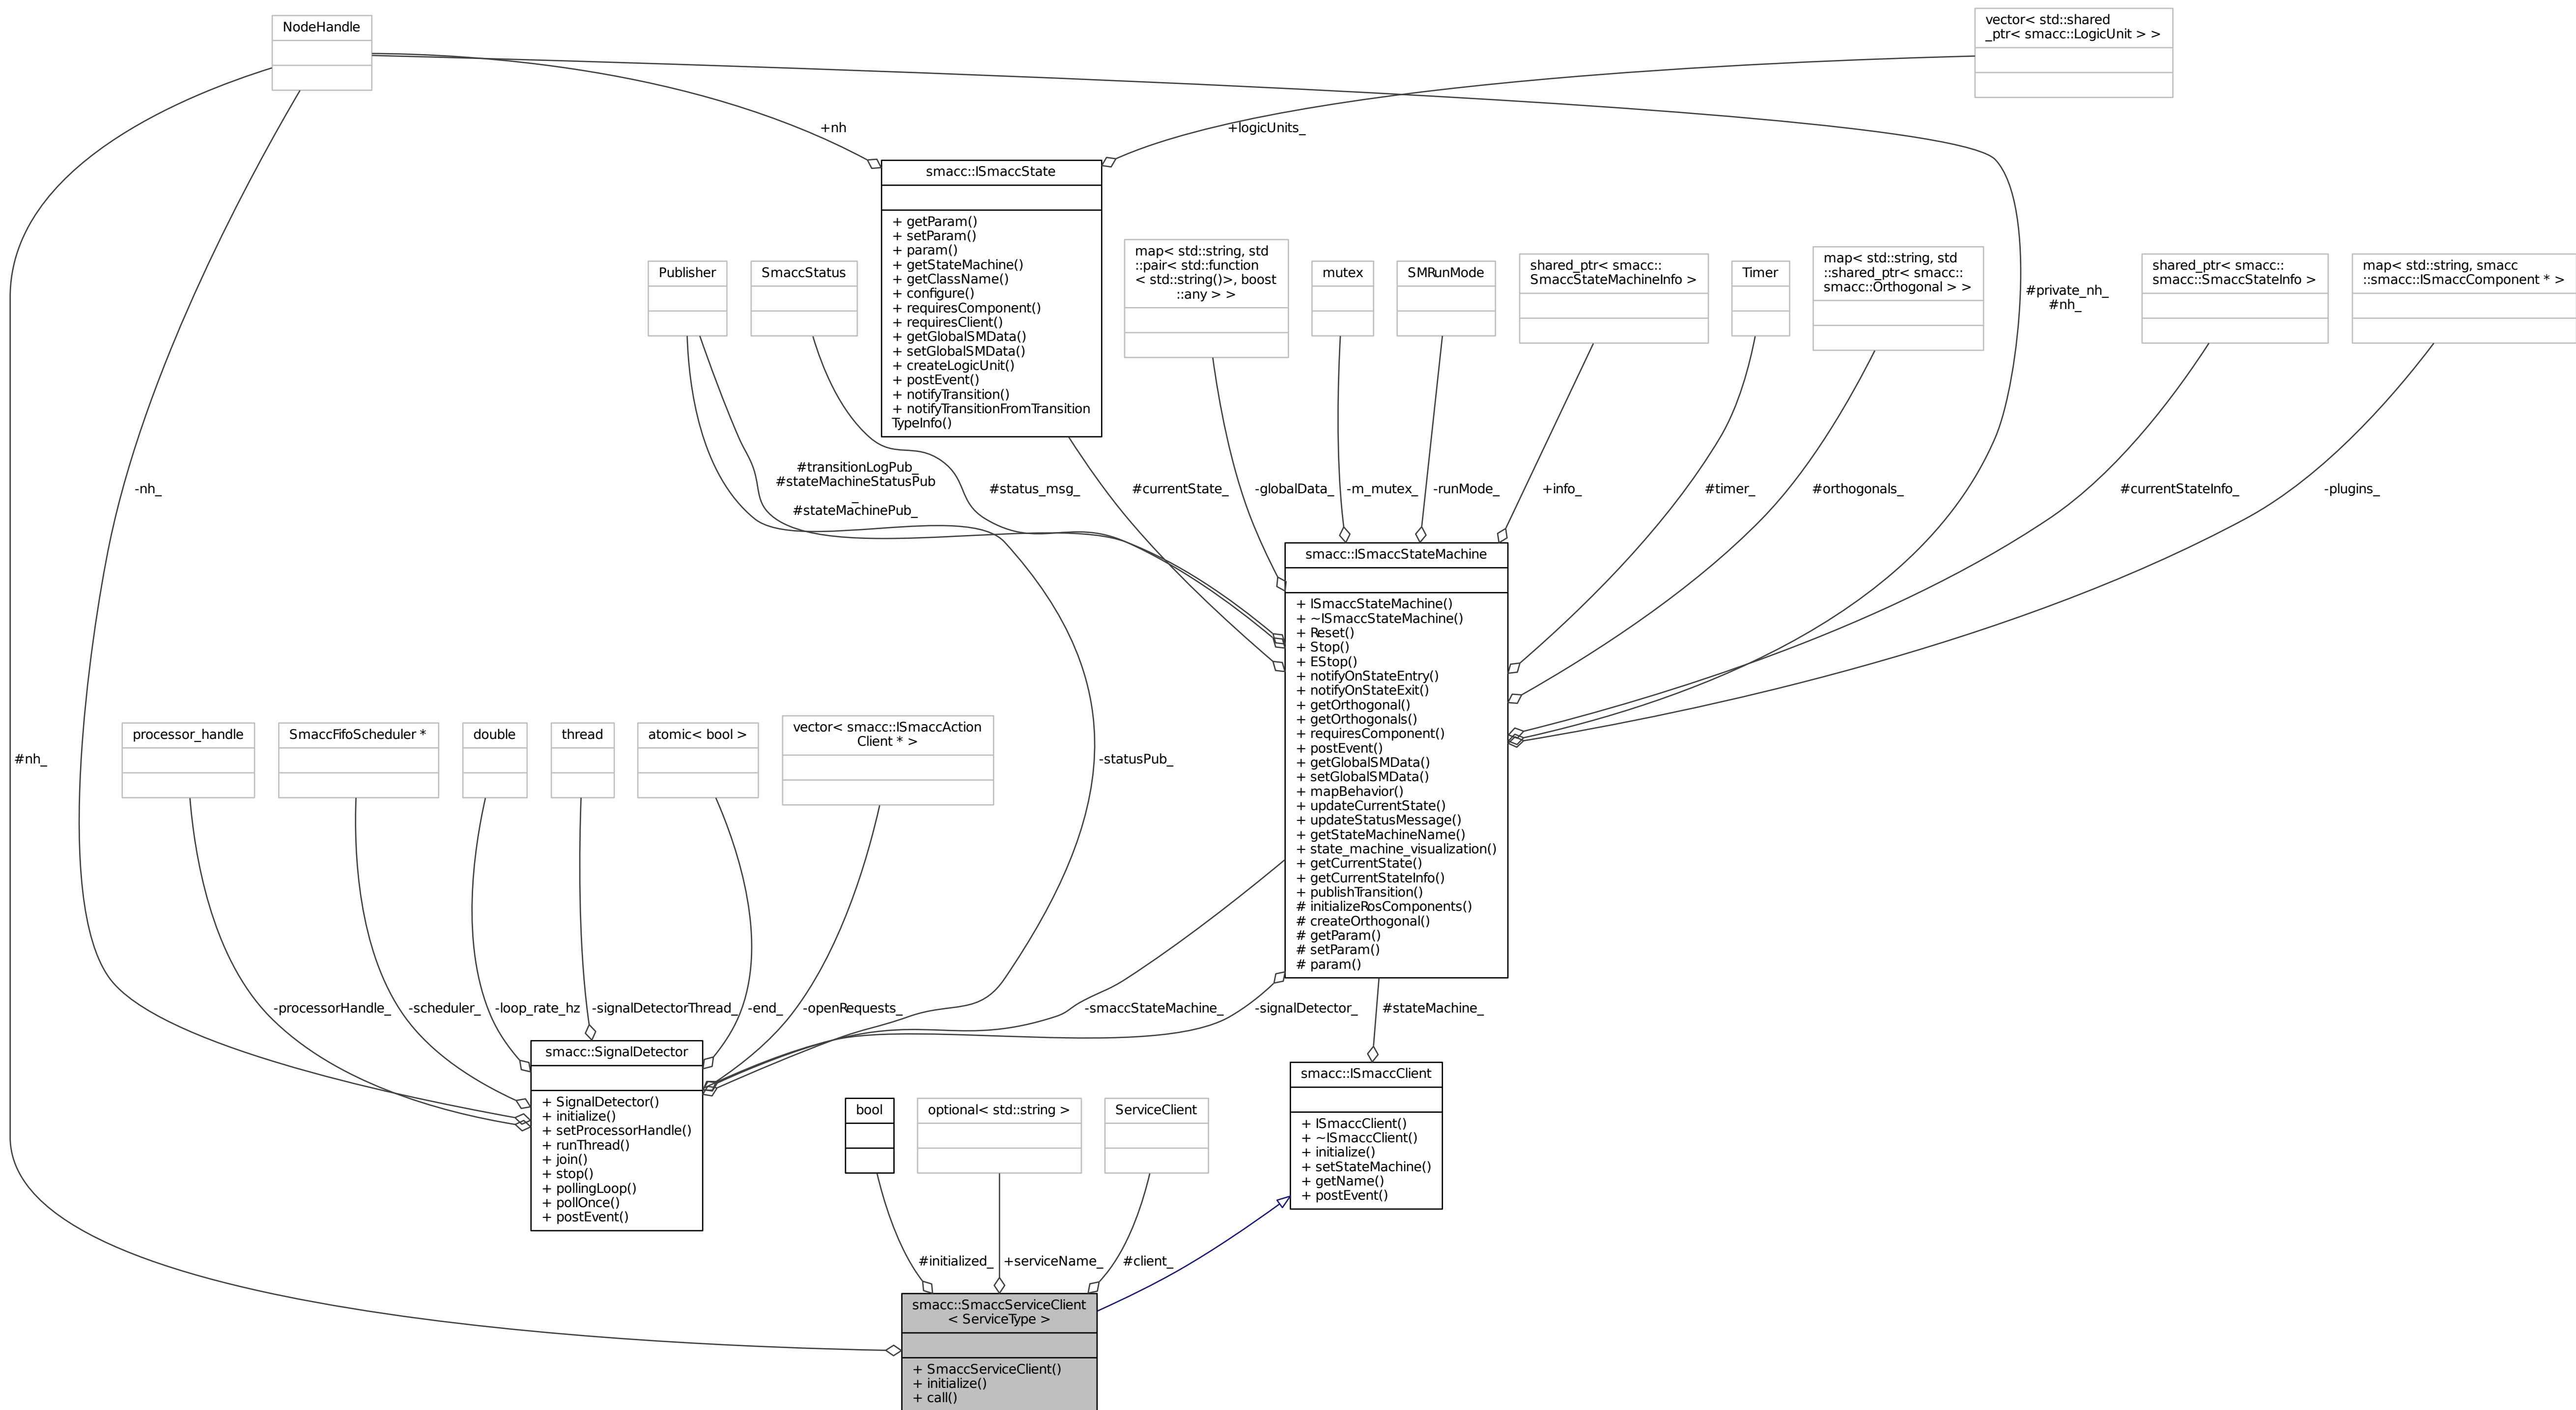 NodeHandle
vector< std::shared
_ptr< smacc::LogicUnit > >
+nh
+logicUnits_
smacc::ISmaccState
+ getParam()
+ setParam()
+ param()
+ getStateMachine()
+ getClassName()
+ configure()
+ requiresComponent()
+ requiresClient()
+ getGlobalSMData()
+ setGlobalSMData()
+ createLogicUnit()
+ postEvent()
+ notifyTransition()
+ notifyTransitionFromTransition
TypeInfo()
Publisher
SmaccStatus
map< std::string, std
::pair< std::function
< std::string()>, boost
::any > >
mutex
SMRunMode
shared_ptr< smacc::
SmaccStateMachineInfo >
Timer
map< std::string, std
::shared_ptr< smacc::
smacc::Orthogonal > >
#private_nh_
#nh_
shared_ptr< smacc::
smacc::SmaccStateInfo >
map< std::string, smacc
::smacc::ISmaccComponent * >
-nh_
#transitionLogPub_
#stateMachineStatusPub
_
#stateMachinePub_
#status_msg_
#currentState_
-globalData_
-m_mutex_
-runMode_
+info_
#timer_
#orthogonals_
#currentStateInfo_
-plugins_
smacc::ISmaccStateMachine
+ ISmaccStateMachine()
+ ~ISmaccStateMachine()
+ Reset()
+ Stop()
+ EStop()
+ notifyOnStateEntry()
+ notifyOnStateExit()
+ getOrthogonal()
+ getOrthogonals()
+ requiresComponent()
+ postEvent()
+ getGlobalSMData()
+ setGlobalSMData()
+ mapBehavior()
+ updateCurrentState()
+ updateStatusMessage()
+ getStateMachineName()
+ state_machine_visualization()
+ getCurrentState()
+ getCurrentStateInfo()
+ publishTransition()
# initializeRosComponents()
# createOrthogonal()
# getParam()
# setParam()
# param()
#nh_
processor_handle
SmaccFifoScheduler *
double
thread
atomic< bool >
vector< smacc::ISmaccAction
Client * >
-statusPub_
-processorHandle_
-scheduler_
-loop_rate_hz
-signalDetectorThread_
-end_
-openRequests_
-smaccStateMachine_
-signalDetector_
#stateMachine_
smacc::SignalDetector
+ SignalDetector()
+ initialize()
+ setProcessorHandle()
+ runThread()
+ join()
+ stop()
+ pollingLoop()
+ pollOnce()
+ postEvent()
bool
optional< std::string >
ServiceClient
smacc::ISmaccClient
+ ISmaccClient()
+ ~ISmaccClient()
+ initialize()
+ setStateMachine()
+ getName()
+ postEvent()
#initialized_
+serviceName_
#client_
smacc::SmaccServiceClient
< ServiceType >
+ SmaccServiceClient()
+ initialize()
+ call()